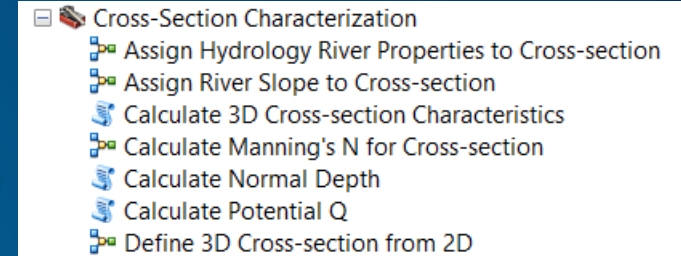 Cross-Section Characterization
Assign Hydrology River Properties to Cross-section
Assign River Slope to Cross-section
Calculate 3D Cross-section Characteristics
Calculate Manning's N for Cross-section
Calculate Normal Depth
Calculate Potential Q
Define 3D Cross-section from 2D